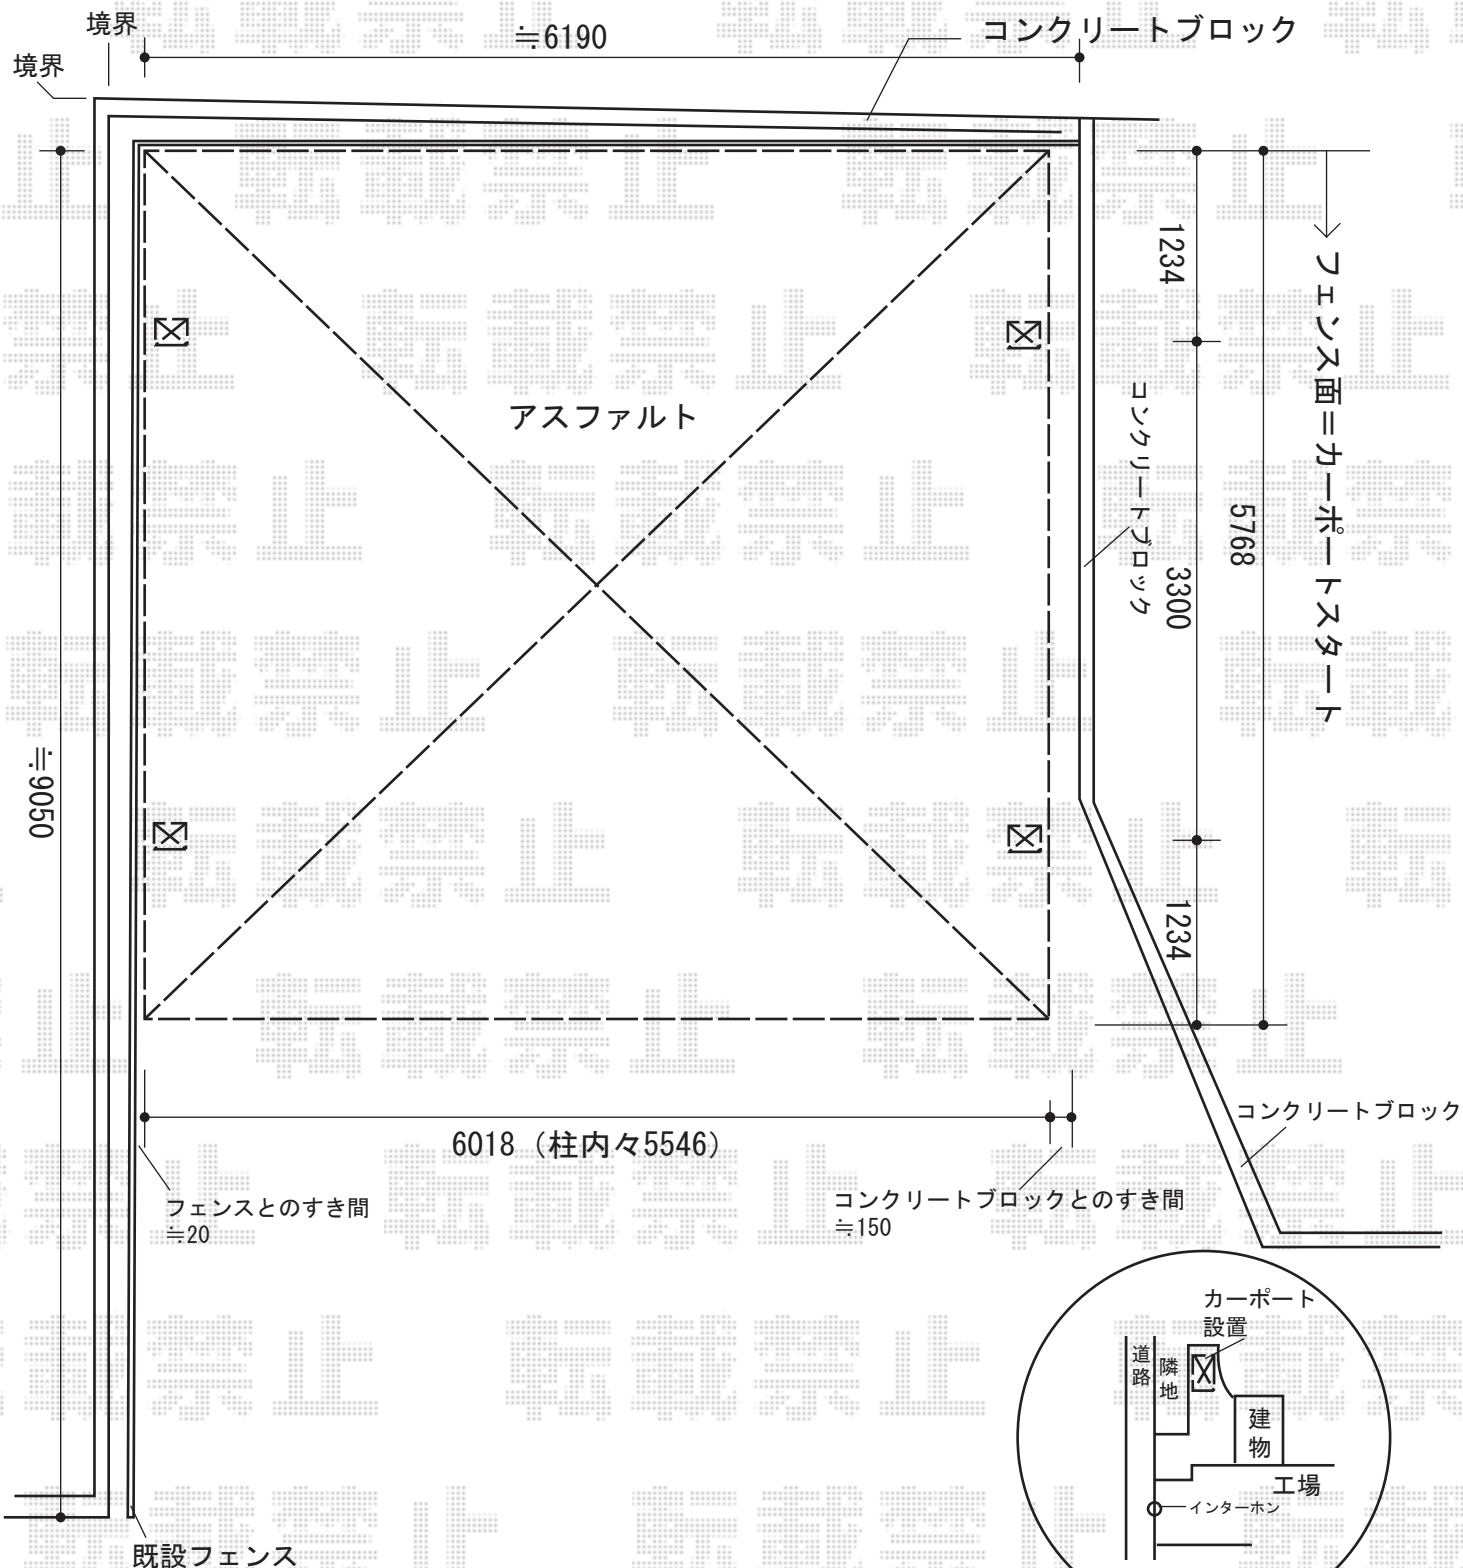 境界
境界
≒6190
コンクリートブロック
1234
フェンス面＝カーポートスタート
アスファルト
コンクリートブロック
5768
3300
≒9050
1234
6018（柱内々5546）
コンクリートブロック
フェンスとのすき間
≒20
コンクリートブロックとのすき間
≒150
カーポート
設置
道路
隣地
建物
工場
インターホン
既設フェンス
転載禁止